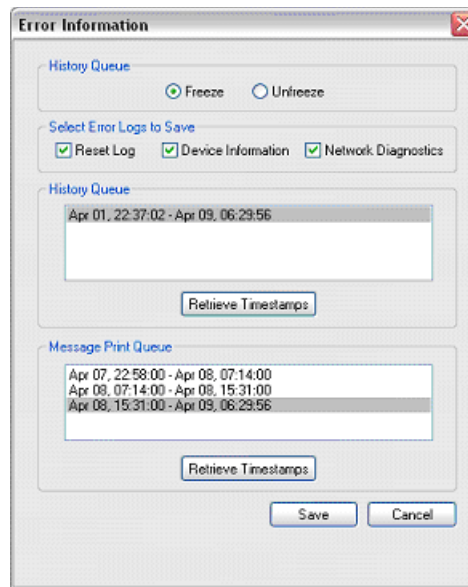 Error Information
History Queue
Freeze Unfreeze
Select Error Logs to Save
Reset Log Device Information Network Diagnostics
History Queue
Apr 01, 22:37:02 - Apr 09, 06:29:56
Retrieve Timestamps
Message Print Queue
Apr 07, 22:58:00 - Apr 08, 07:14:00
Apr 08, 07:14:00 - Apr 08, 15:31:00
Apr 08, 15:31:00 - Apr 09, 06:29:56
Retrieve Timestamps
Save Cancel